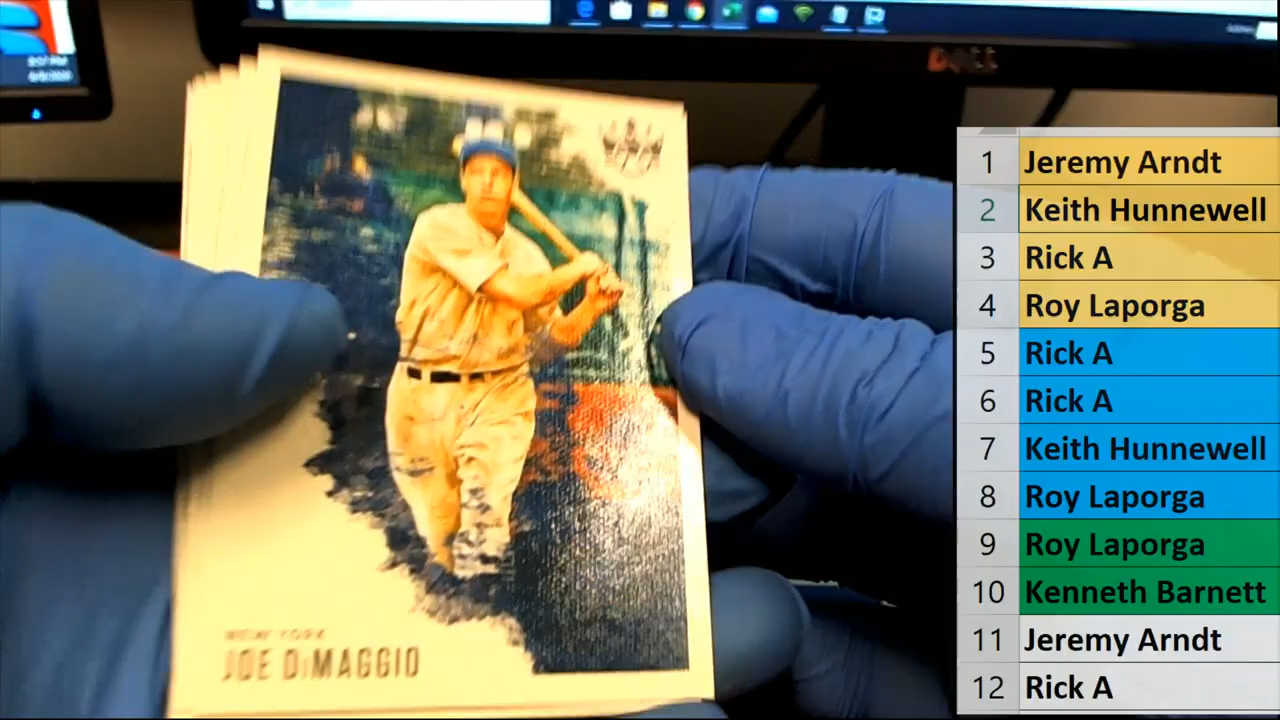 DELL
NEW YORK
JOE DiMAGGIO
1 Jeremy Arndt
2 Keith Hunnewell
3 Rick A
4 Roy Laporga
5 Rick A
6 Rick A
7 Keith Hunnewell
8 Roy Laporga
9 Roy Laporga
10 Kenneth Barnett
11 Jeremy Arndt
12 Rick A